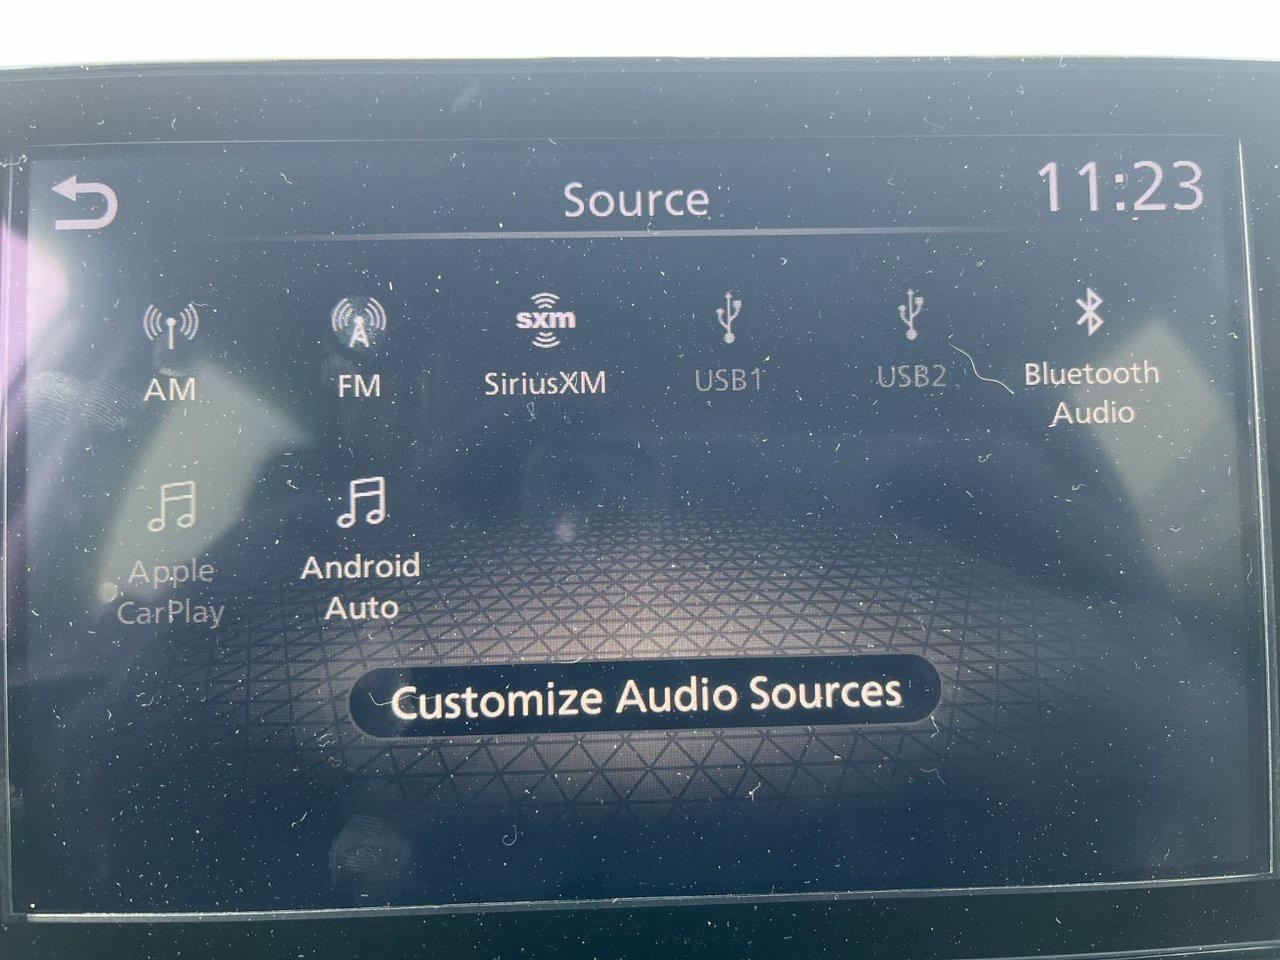 Source
11:23
sxm
AM
FM
SiriusXM
USB1
USB2
Bluetooth
Audio
Apple
CarPlay
Android
Auto
Customize Audio Sources